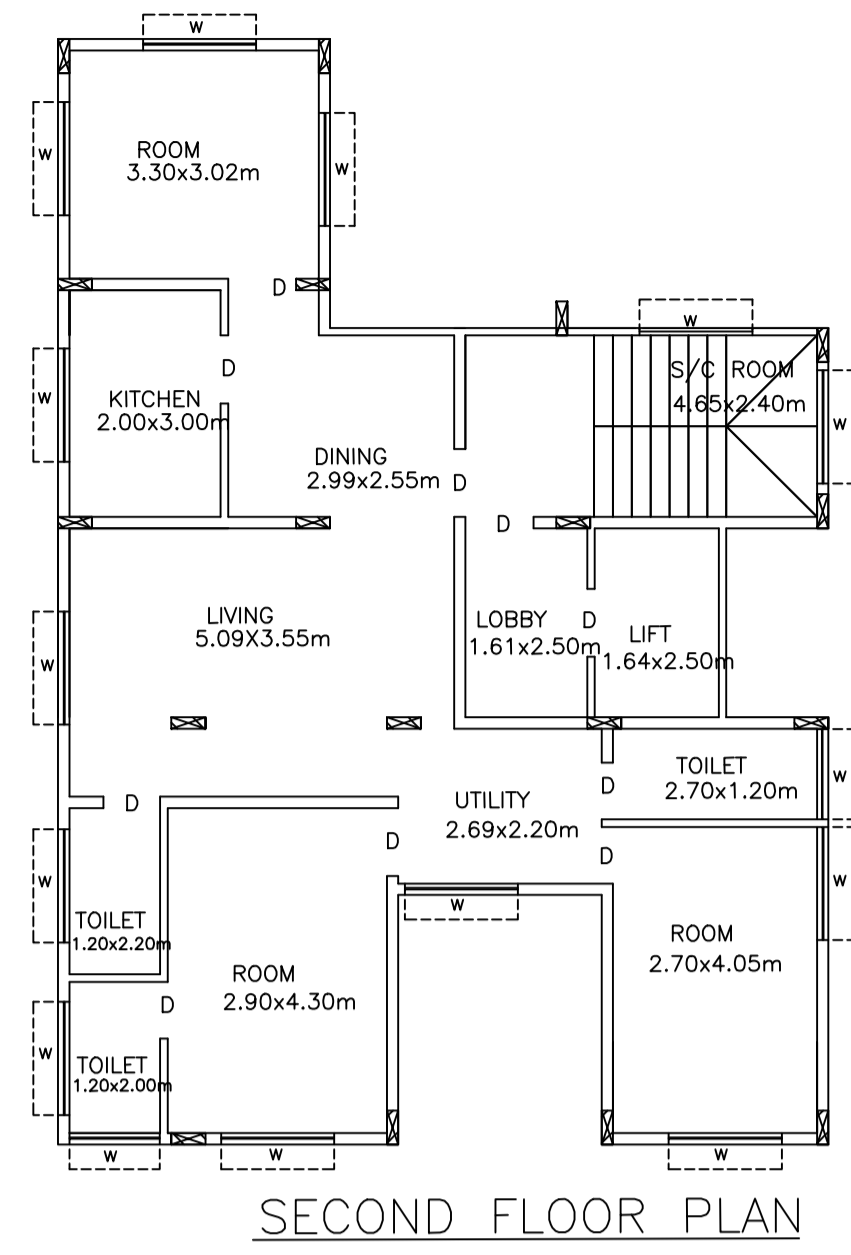 W
ROOM
3.30x3.02m
W
W
D
D
W
KITCHEN
2.00x3.00m
DINING
2.99x2.55m
D
D
W
S/C ROOM
4.65x2.40m
W
LIVING
5.09X3.55m
W
LOBBY
1.61x2.50m
D
LIFT
1.64x2.50m
D
UTILITY
2.69x2.20m
D
D
D
W
TOILET
2.70x1.20m
W
W
W
TOILET
1.20x2.20m
ROOM
2.90x4.30m
D
ROOM
2.70x4.05m
W
TOILET
1.20x2.00m
W
W
W
SECOND FLOOR PLAN